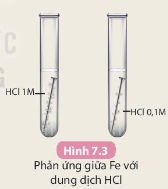 HCl 1M
HCl 0,1M
Hình 7.3
Phản ứng giữa Fe với
dung dịch HCl